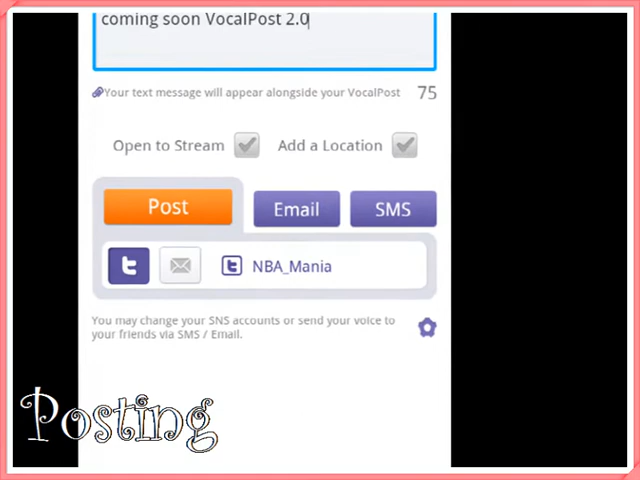 coming soon VocalPost 2.0
Your text message will appear alongside your VocalPost 75
Open to Stream Add a Location
Post Email SMS
NBA_Mania
You may change your SNS accounts or send your voice to
your friends via SMS / Email.
Posting